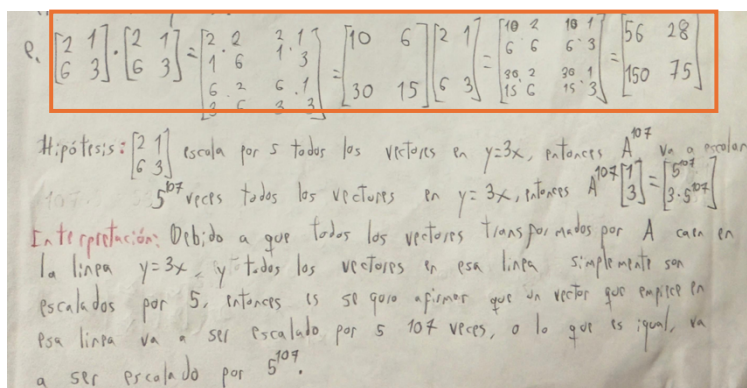 e. [2 1; 6 3] · [2 1; 6 3] = [2·2 2·1; 1·6 1·3; 6·2 6·1; 3·6 3·3] = [10 6; 30 15] [2 1; 6 3] = [10·2 10·1; 6·6 6·3; 30·2 30·1; 15·6 15·3] = [56 28; 150 75]
Hipótesis: [2 1; 6 3] escala por 5 todos los vectores en y=3x, entonces A^107 va a escalar
5^107 veces todos los vectores en y=3x, entonces A^107 [1; 3] = [5^107; 3·5^107]
Interpretación: Debido a que todos los vectores transformados por A caen en
la linea y=3x, y todos los vectores en esa linea simplemente son
escalados por 5, entonces es seguro afirmar que un vector que empiece en
esa linea va a ser escalado por 5 107 veces, o lo que es igual, va
a ser escalado por 5^107.